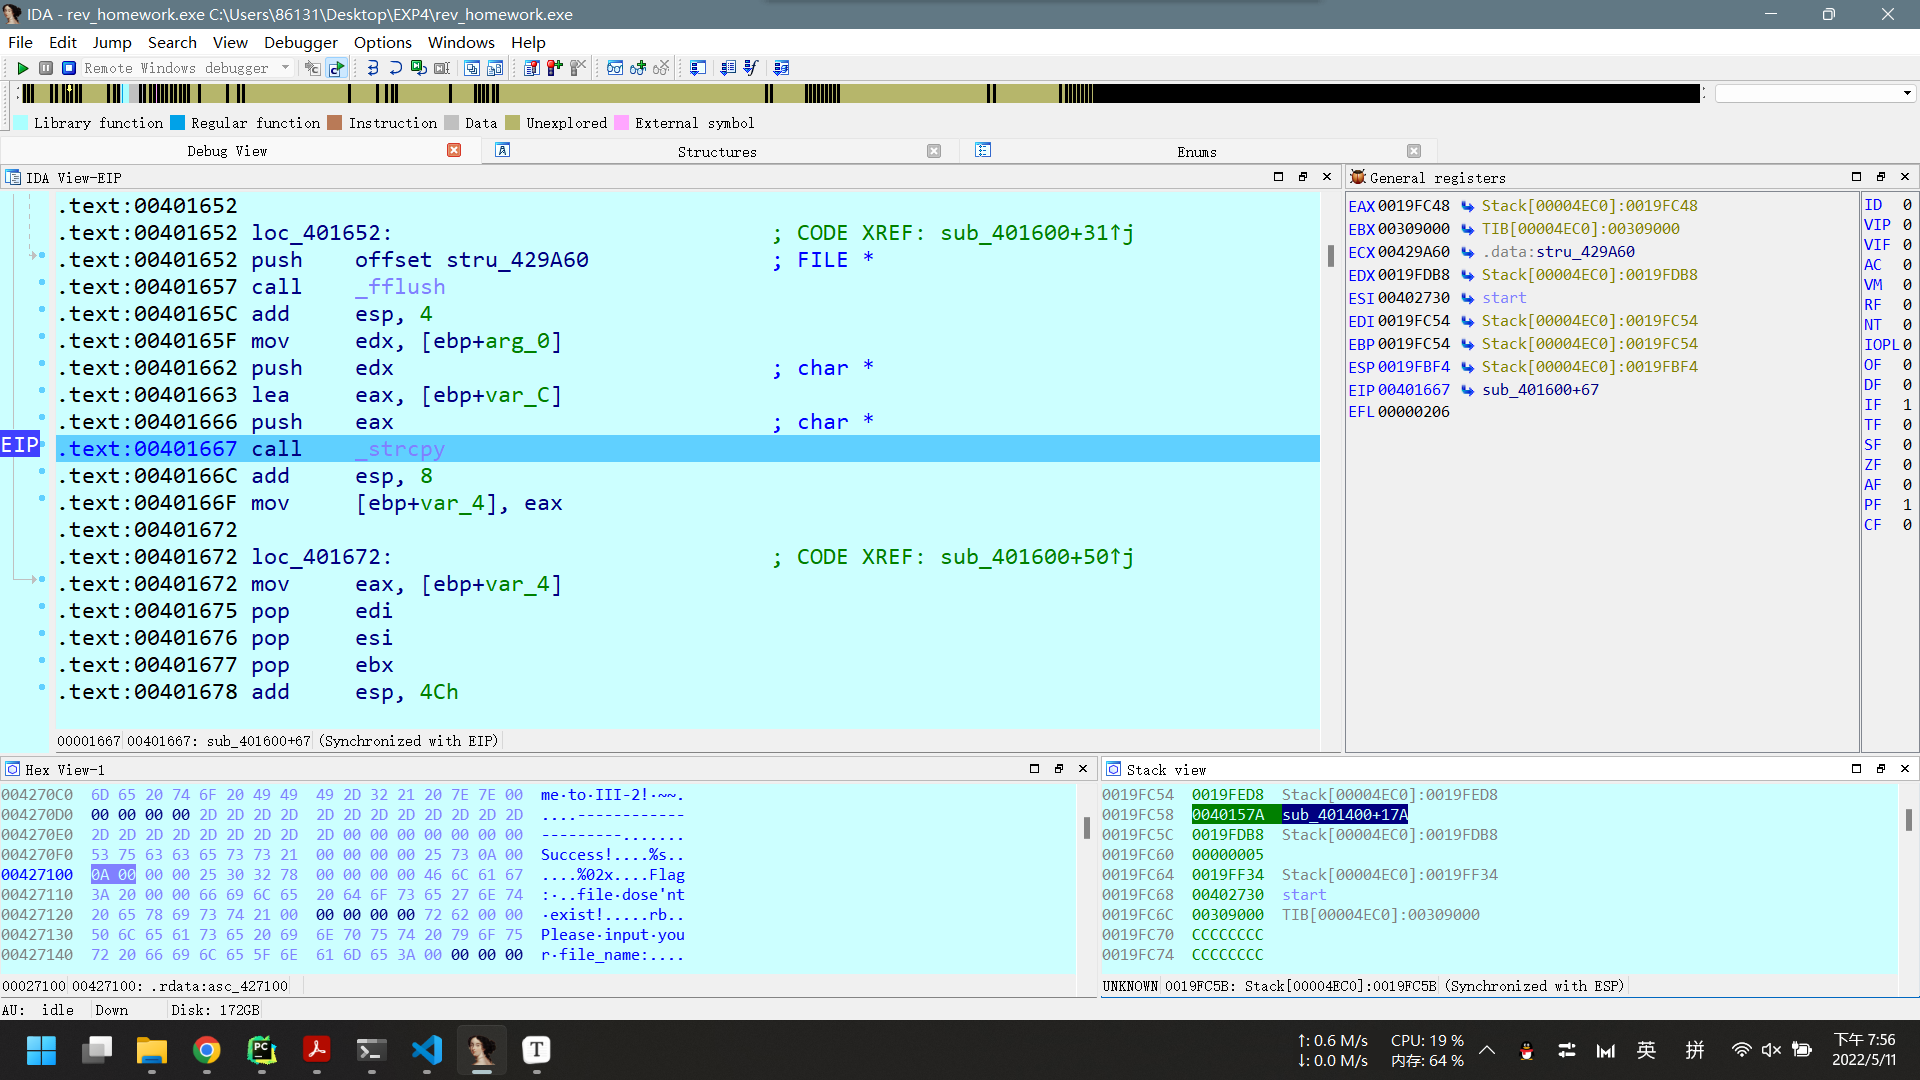 IDA - rev_homework.exe C:\Users\86131\Desktop\EXP4\rev_homework.exe
File Edit Jump Search View Debugger Options Windows Help
Remote Windows debugger
Library function Regular function Instruction Data Unexplored External symbol
Debug View Structures Enums
IDA View-EIP
.text:00401652
.text:00401652 loc_401652: ; CODE XREF: sub_401600+31↑j
.text:00401652 push offset stru_429A60 ; FILE *
.text:00401657 call _fflush
.text:0040165C add esp, 4
.text:0040165F mov edx, [ebp+arg_0]
.text:00401662 push edx ; char *
.text:00401663 lea eax, [ebp+var_C]
.text:00401666 push eax ; char *
EIP
.text:00401667 call _strcpy
.text:0040166C add esp, 8
.text:0040166F mov [ebp+var_4], eax
.text:00401672
.text:00401672 loc_401672: ; CODE XREF: sub_401600+50↑j
.text:00401672 mov eax, [ebp+var_4]
.text:00401675 pop edi
.text:00401676 pop esi
.text:00401677 pop ebx
.text:00401678 add esp, 4Ch
00001667 00401667: sub_401600+67 (Synchronized with EIP)
General registers
EAX 0019FC48 Stack[00004EC0]:0019FC48
EBX 00309000 TIB[00004EC0]:00309000
ECX 00429A60 .data:stru_429A60
EDX 0019FDB8 Stack[00004EC0]:0019FDB8
ESI 00402730 start
EDI 0019FC54 Stack[00004EC0]:0019FC54
EBP 0019FC54 Stack[00004EC0]:0019FC54
ESP 0019FBF4 Stack[00004EC0]:0019FBF4
EIP 00401667 sub_401600+67
EFL 00000206
ID 0
VIP 0
VIF 0
AC 0
VM 0
RF 0
NT 0
IOPL 0
OF 0
DF 0
IF 1
TF 0
SF 0
ZF 0
AF 0
PF 1
CF 0
Hex View-1
004270C0 6D 65 20 74 6F 20 49 49 49 2D 32 21 20 7E 7E 00 me·to·III-2!·~~.
004270D0 00 00 00 00 2D 2D 2D 2D 2D 2D 2D 2D 2D 2D 2D 2D ....------------
004270E0 2D 2D 2D 2D 2D 2D 2D 2D 2D 00 00 00 00 00 00 00 ---------.......
004270F0 53 75 63 63 65 73 73 21 00 00 00 00 25 73 0A 00 Success!....%s..
00427100 0A 00 00 00 25 30 32 78 00 00 00 00 46 6C 61 67 ....%02x....Flag
00427110 3A 20 00 00 66 69 6C 65 20 64 6F 73 65 27 6E 74 :·..file·dose'nt
00427120 20 65 78 69 73 74 21 00 00 00 00 00 72 62 00 00 ·exist!.....rb..
00427130 50 6C 65 61 73 65 20 69 6E 70 75 74 20 79 6F 75 Please·input·you
00427140 72 20 66 69 6C 65 5F 6E 61 6D 65 3A 00 00 00 00 r·file_name:....
00027100 00427100: .rdata:asc_427100
Stack view
0019FC54 0019FED8 Stack[00004EC0]:0019FED8
0019FC58 0040157A sub_401400+17A
0019FC5C 0019FDB8 Stack[00004EC0]:0019FDB8
0019FC60 00000005
0019FC64 0019FF34 Stack[00004EC0]:0019FF34
0019FC68 00402730 start
0019FC6C 00309000 TIB[00004EC0]:00309000
0019FC70 CCCCCCCC
0019FC74 CCCCCCCC
UNKNOWN 0019FC5B: Stack[00004EC0]:0019FC5B (Synchronized with ESP)
AU: idle Down Disk: 172GB
↑: 0.6 M/s CPU: 19 %
↓: 0.0 M/s 内存: 64 %
英 拼
下午 7:56
2022/5/11